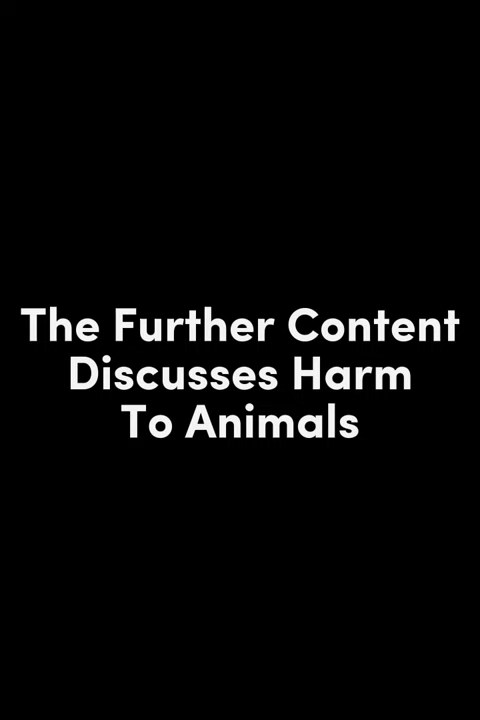 The Further Content
Discusses Harm
To Animals